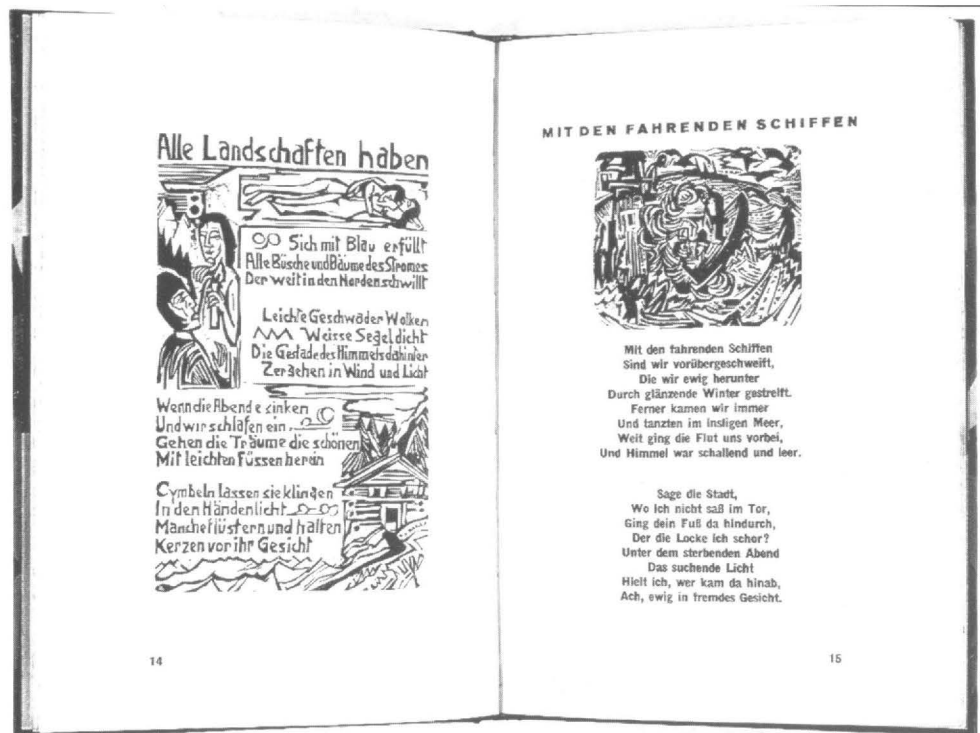 Alle Landschaften haben
Sich mit Blau erfüllt
Alle Büsche und Bäume des Stromes
Der weit in den Norden schwillt
Leichte Geschwader Wolken
Weisse Segel dicht
Die Gestade des Himmels dahinter
Zergehen in Wind und Licht
Wenn die Abende sinken
Und wir schlafen ein
Gehen die Träume die schönen
Mit leichten Füssen herein
Cymbeln lassen sie klingen
In den Händen licht
Manche flüstern und halten
Kerzen vor ihr Gesicht
14
MIT DEN FAHRENDEN SCHIFFEN
Mit den fahrenden Schiffen
Sind wir vorübergeschweift,
Die wir ewig herunter
Durch glänzende Winter gestreift.
Ferner kamen wir immer
Und tanzten im insligen Meer,
Weit ging die Flut uns vorbei,
Und Himmel war schallend und leer.
Sage die Stadt,
Wo ich nicht saß im Tor,
Ging dein Fuß da hindurch,
Der die Locke ich schor?
Unter dem sterbenden Abend
Das suchende Licht
Hielt ich, wer kam da hinab,
Ach, ewig in fremdes Gesicht.
15